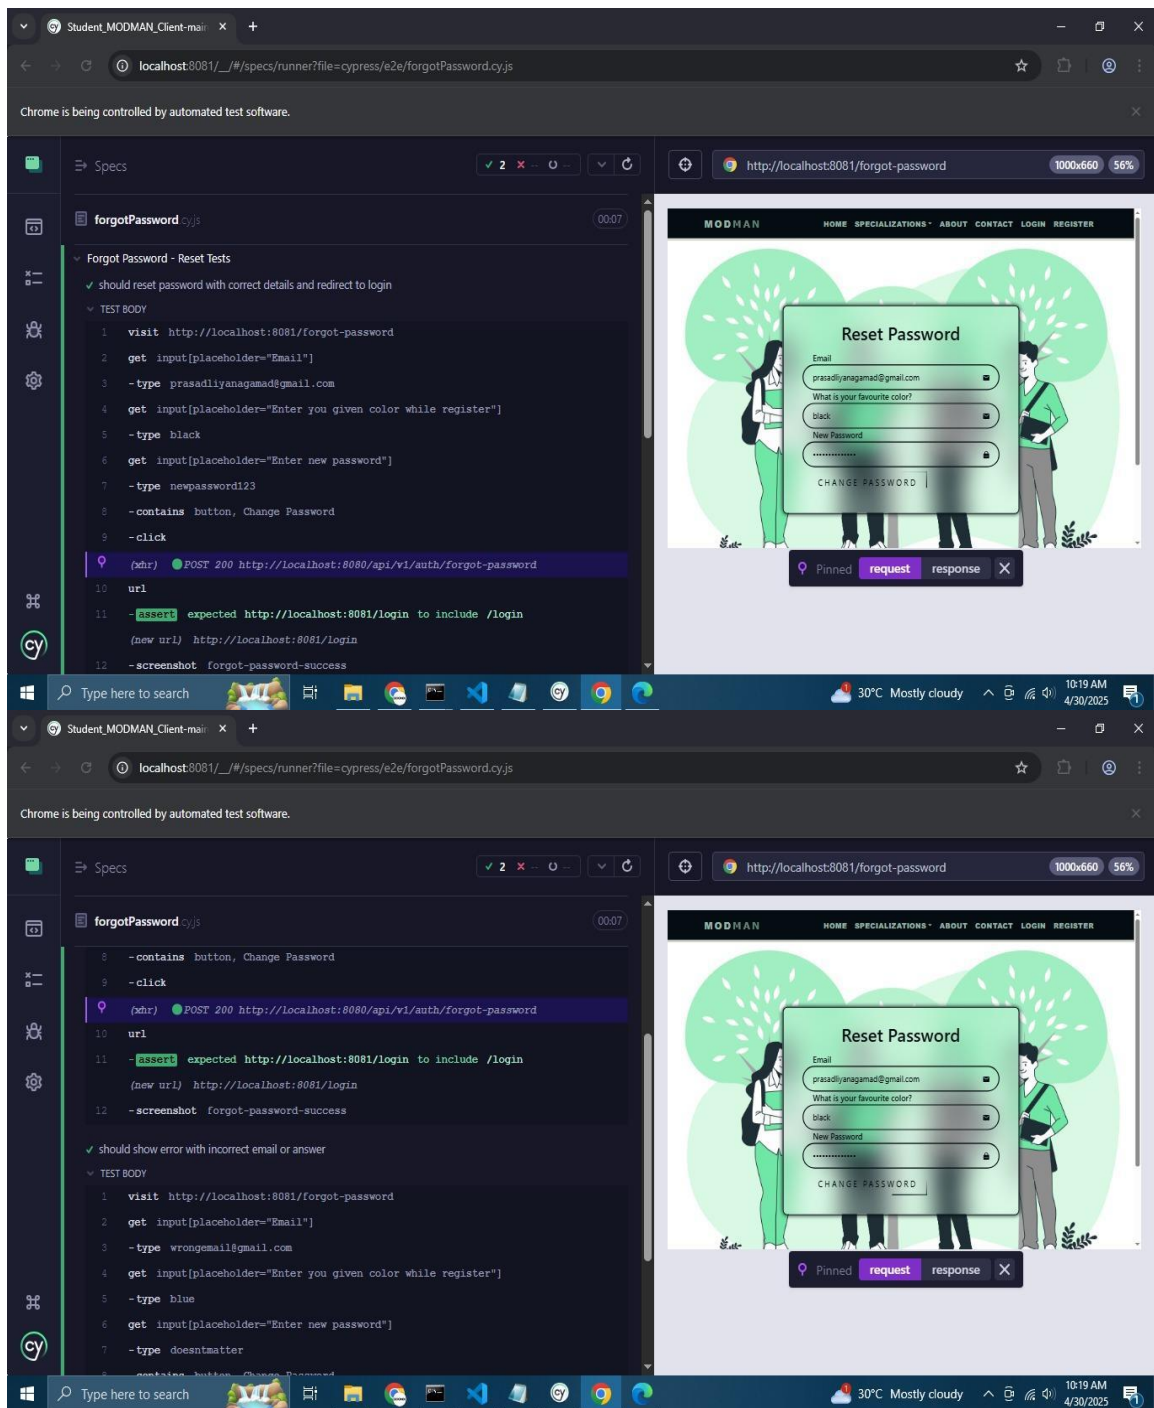 Student_MODMAN_Client-mai
localhost:8081/__/#/specs/runner?file=cypress/e2e/forgotPassword.cy.js
Chrome is being controlled by automated test software.
Specs
✓ 2 × -- --
http://localhost:8081/forgot-password
1000x660 56%
forgotPassword.cy.js
00:07
Forgot Password - Reset Tests
✓ should reset password with correct details and redirect to login
TEST BODY
1 visit http://localhost:8081/forgot-password
2 get input[placeholder="Email"]
3 -type prasadliyanagamad@gmail.com
4 get input[placeholder="Enter you given color while register"]
5 -type black
6 get input[placeholder="Enter new password"]
7 -type newpassword123
8 -contains button, Change Password
9 -click
(xhr) POST 200 http://localhost:8080/api/v1/auth/forgot-password
10 url
11 -assert expected http://localhost:8081/login to include /login
(new url) http://localhost:8081/login
12 -screenshot forgot-password-success
MODMAN
HOME SPECIALIZATIONS ABOUT CONTACT LOGIN REGISTER
Reset Password
Email
prasadliyanagamad@gmail.com
What is your favourite color?
black
New Password
CHANGE PASSWORD
Pinned request response
cy
Type here to search
cy
30°C Mostly cloudy
10:19 AM
4/30/2025
1
Student_MODMAN_Client-mai
localhost:8081/__/#/specs/runner?file=cypress/e2e/forgotPassword.cy.js
Chrome is being controlled by automated test software.
Specs
✓ 2 × -- --
http://localhost:8081/forgot-password
1000x660 56%
forgotPassword.cy.js
00:07
8 -contains button, Change Password
9 -click
(xhr) POST 200 http://localhost:8080/api/v1/auth/forgot-password
10 url
11 -assert expected http://localhost:8081/login to include /login
(new url) http://localhost:8081/login
12 -screenshot forgot-password-success
✓ should show error with incorrect email or answer
TEST BODY
1 visit http://localhost:8081/forgot-password
2 get input[placeholder="Email"]
3 -type wrongemail@gmail.com
4 get input[placeholder="Enter you given color while register"]
5 -type blue
6 get input[placeholder="Enter new password"]
7 -type doesntmatter
8 -contains button, Change Password
MODMAN
HOME SPECIALIZATIONS ABOUT CONTACT LOGIN REGISTER
Reset Password
Email
prasadliyanagamad@gmail.com
What is your favourite color?
black
New Password
CHANGE PASSWORD
Pinned request response
cy
Type here to search
cy
30°C Mostly cloudy
10:19 AM
4/30/2025
1